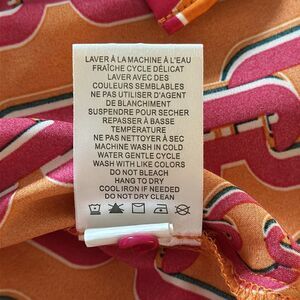 LAVER À LA MACHINE À L'EAU
FRAÎCHE CYCLE DÉLICAT
LAVER AVEC DES
COULEURS SEMBLABLES
NE PAS UTILISER D'AGENT
DE BLANCHIMENT
SUSPENDRE POUR SECHER
REPASSER À BASSE
TEMPÉRATURE
NE PAS NETTOYER À SEC
MACHINE WASH IN COLD
WATER GENTLE CYCLE
WASH WITH LIKE COLORS
DO NOT BLEACH
HANG TO DRY
COOL IRON IF NEEDED
DO NOT DRY CLEAN